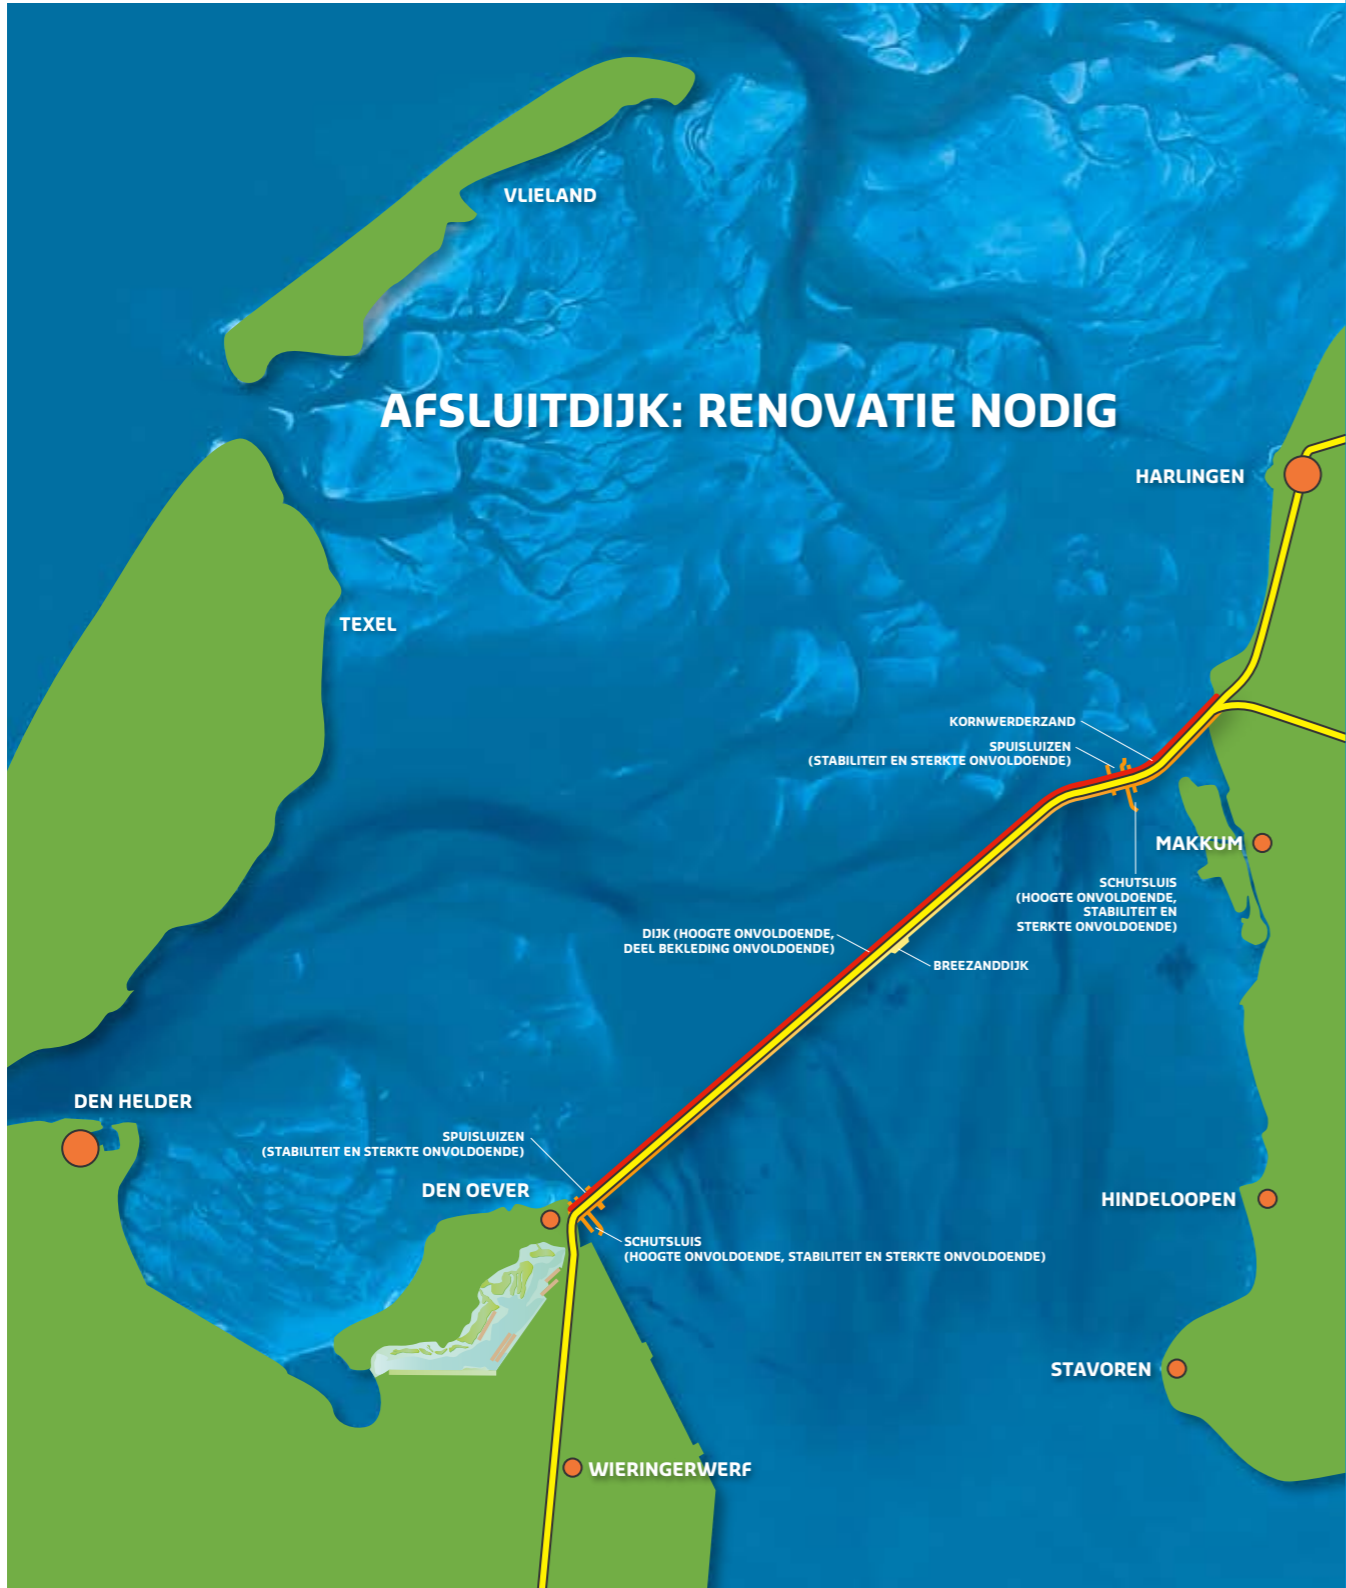 VLIELAND
AFSLUITDIJK: RENOVATIE NODIG
HARLINGEN
TEXEL
KORNWERDERZAND
SPUISLUIZEN
(STABILITEIT EN STERKTE ONVOLDOENDE)
MAKKUM
SCHUTSLUIS
(HOOGTE ONVOLDOENDE,
STABILITEIT EN
STERKTE ONVOLDOENDE)
DIJK (HOOGTE ONVOLDOENDE,
DEEL BEKLEDING ONVOLDOENDE)
BREEZANDDIJK
DEN HELDER
SPUISLUIZEN
(STABILITEIT EN STERKTE ONVOLDOENDE)
DEN OEVER
HINDELOOPEN
SCHUTSLUIS
(HOOGTE ONVOLDOENDE, STABILITEIT EN STERKTE ONVOLDOENDE)
STAVOREN
WIERINGERWERF